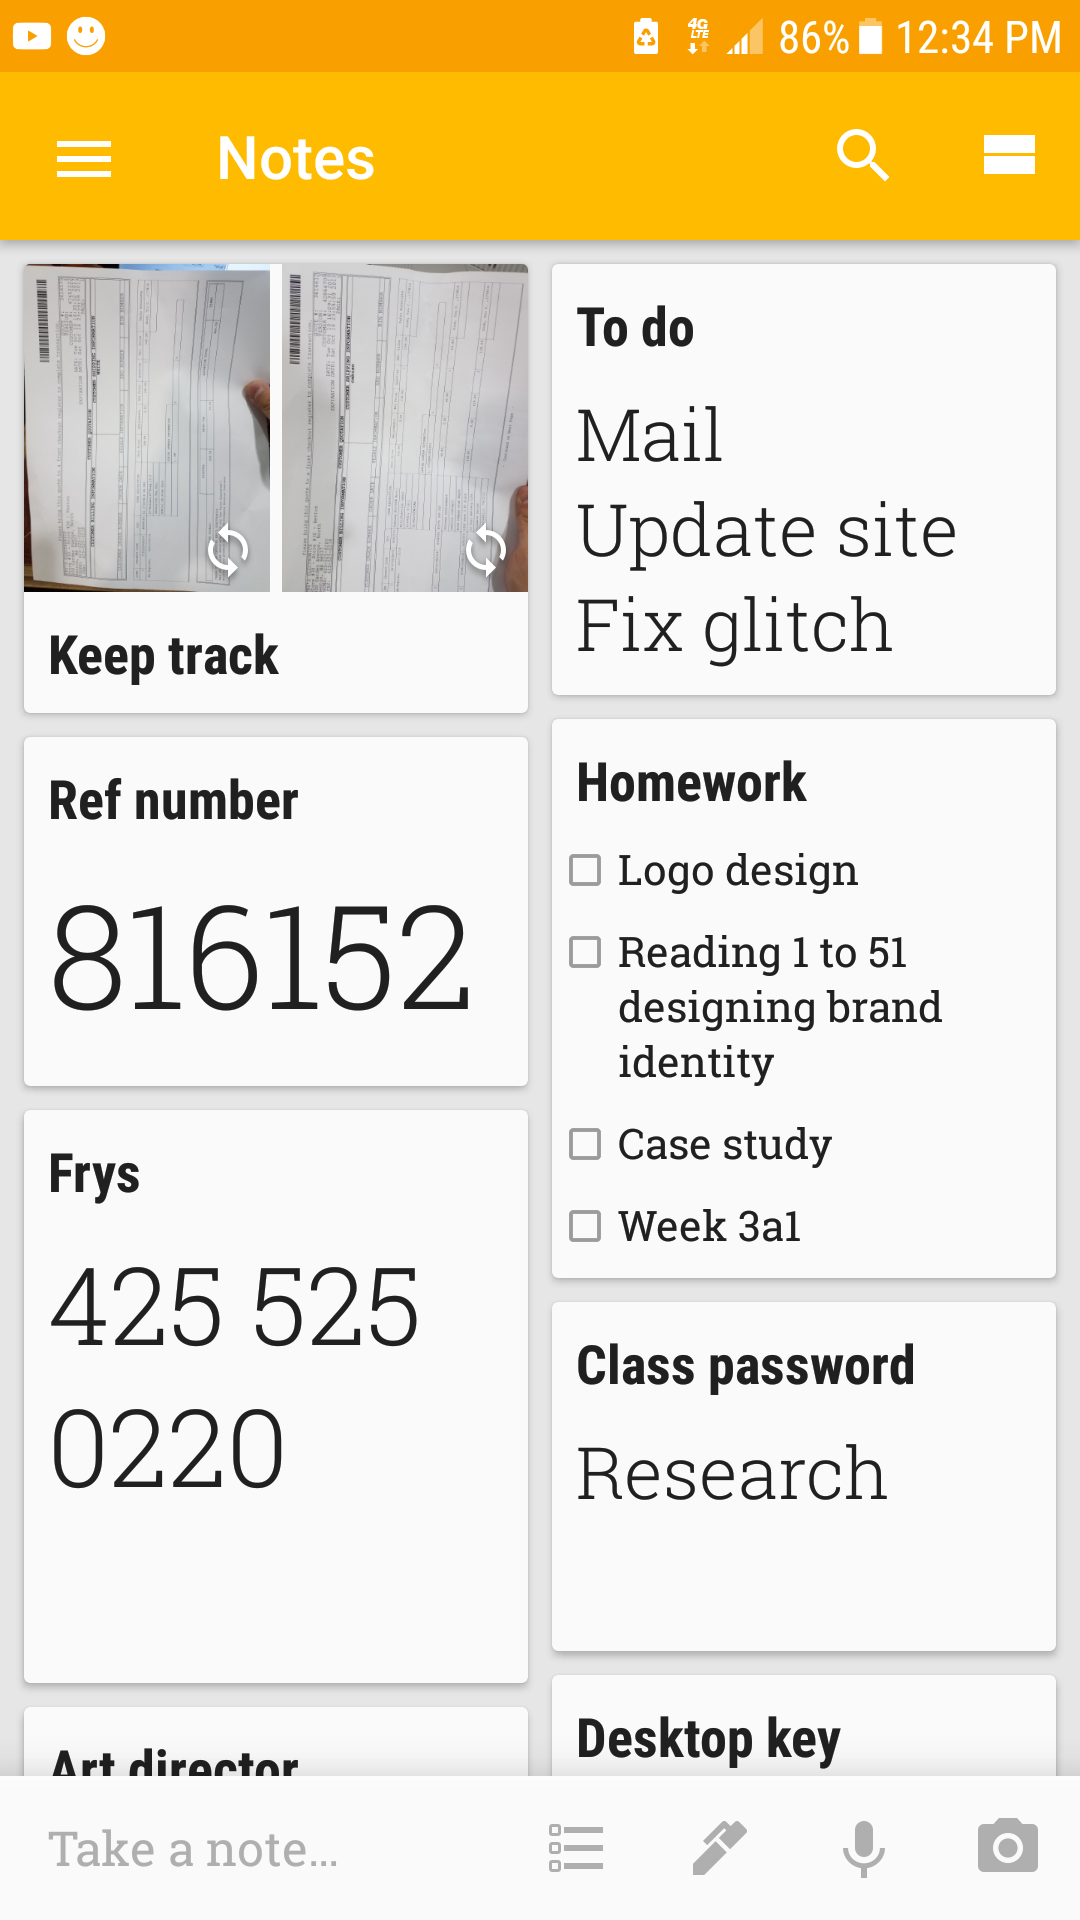 4G
LTE
86%
12:34 PM
Notes
Keep track
Ref number
816152
Frys
425 525
0220
Art director
To do
Mail
Update site
Fix glitch
Homework
Logo design
Reading 1 to 51
designing brand
identity
Case study
Week 3a1
Class password
Research
Desktop key
Take a note...